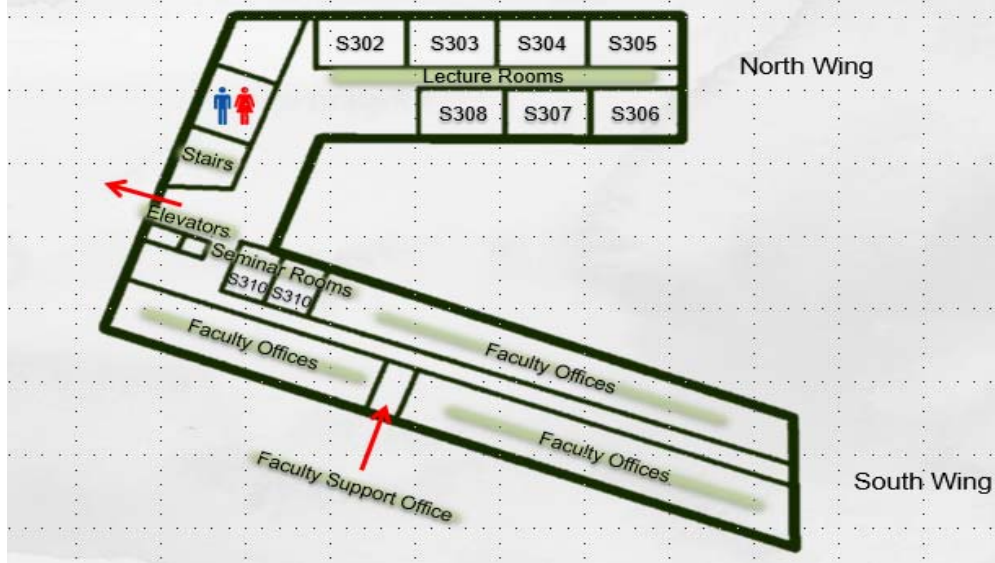 S302
S303
S304
S305
Lecture Rooms
North Wing
S308
S307
S306
Stairs
Elevators
Seminar Rooms
S310
S310
Faculty Offices
Faculty Offices
Faculty Offices
Faculty Support Office
South Wing